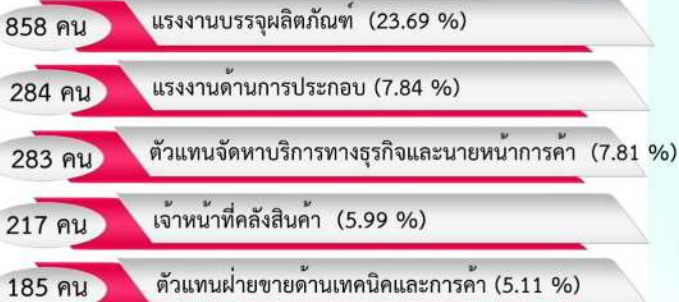 858 คน แรงงานบรรจุผลิตภัณฑ์ (23.69 %)
284 คน แรงงานด้านการประกอบ (7.84 %)
283 คน ตัวแทนจัดหาบริการทางธุรกิจและนายหน้าการค้า (7.81 %)
217 คน เจ้าหน้าที่คลังสินค้า (5.99 %)
185 คน ตัวแทนฝ่ายขายด้านเทคนิคและการค้า (5.11 %)